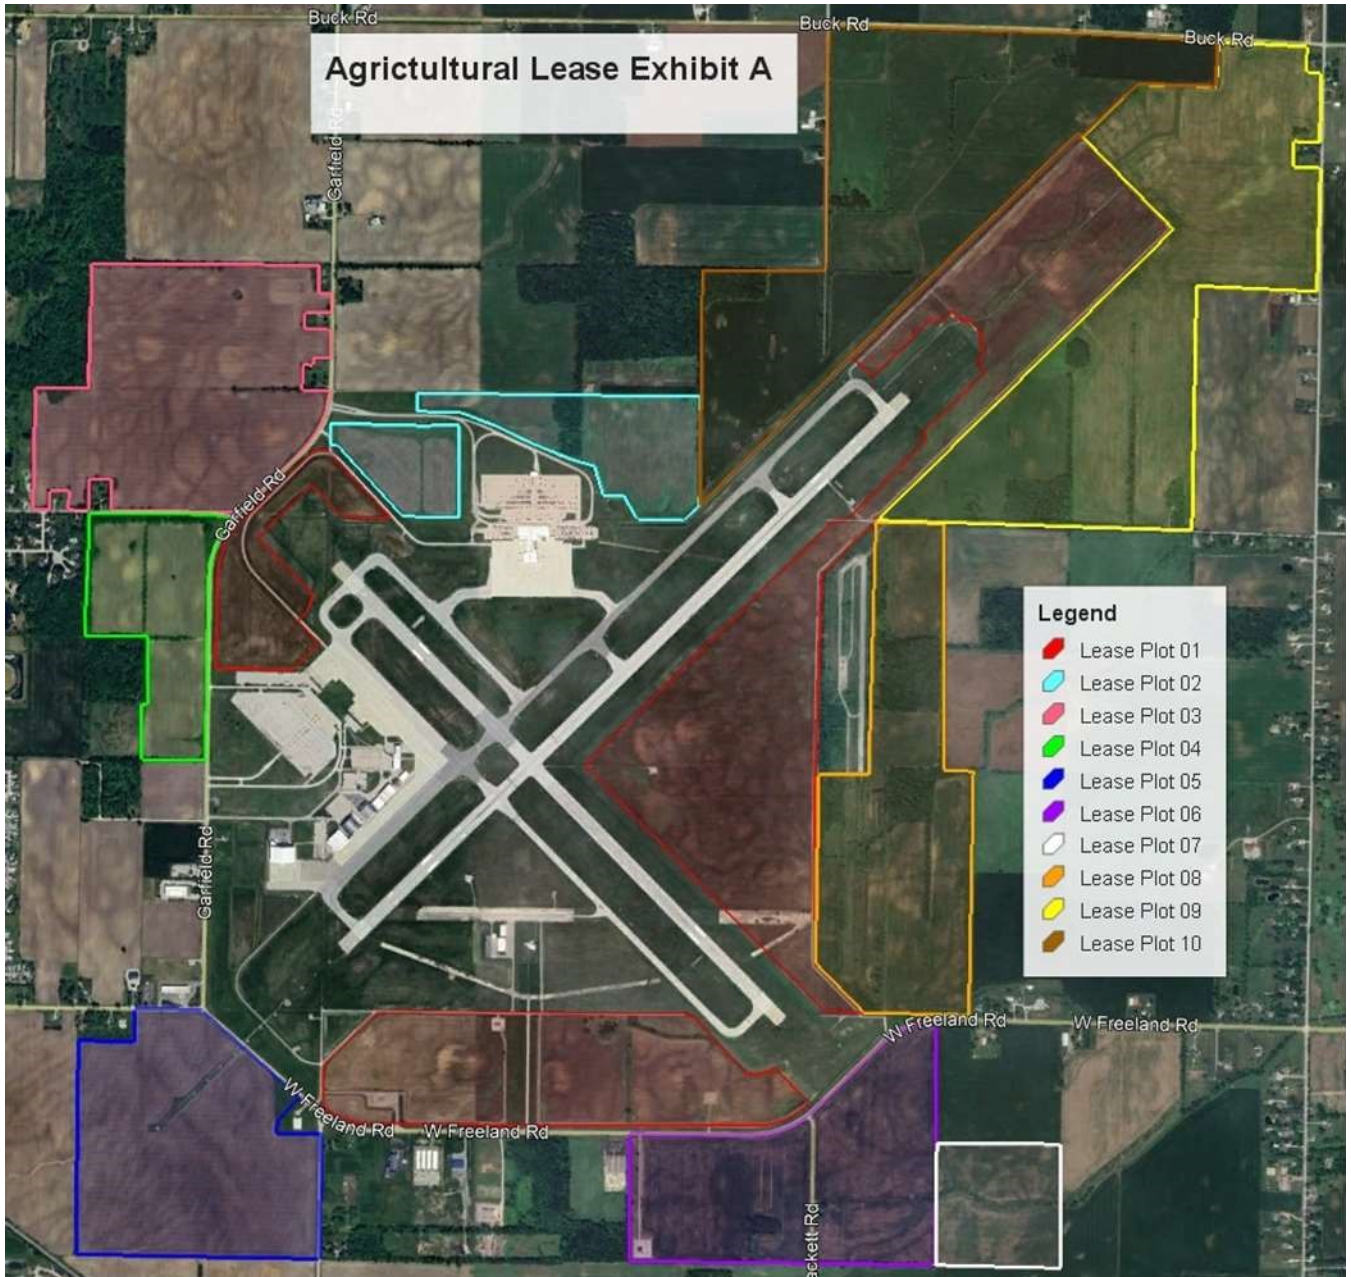 Buck Rd
Buck Rd
Buck Rd
Agrictultural Lease Exhibit A
Garfield Rd
Garfield Rd
Legend
Lease Plot 01
Lease Plot 02
Lease Plot 03
Lease Plot 04
Lease Plot 05
Lease Plot 06
Lease Plot 07
Lease Plot 08
Lease Plot 09
Lease Plot 10
Garfield Rd
W Freeland Rd
W Freeland Rd
W Freeland Rd
W Freeland Rd
ackett Rd